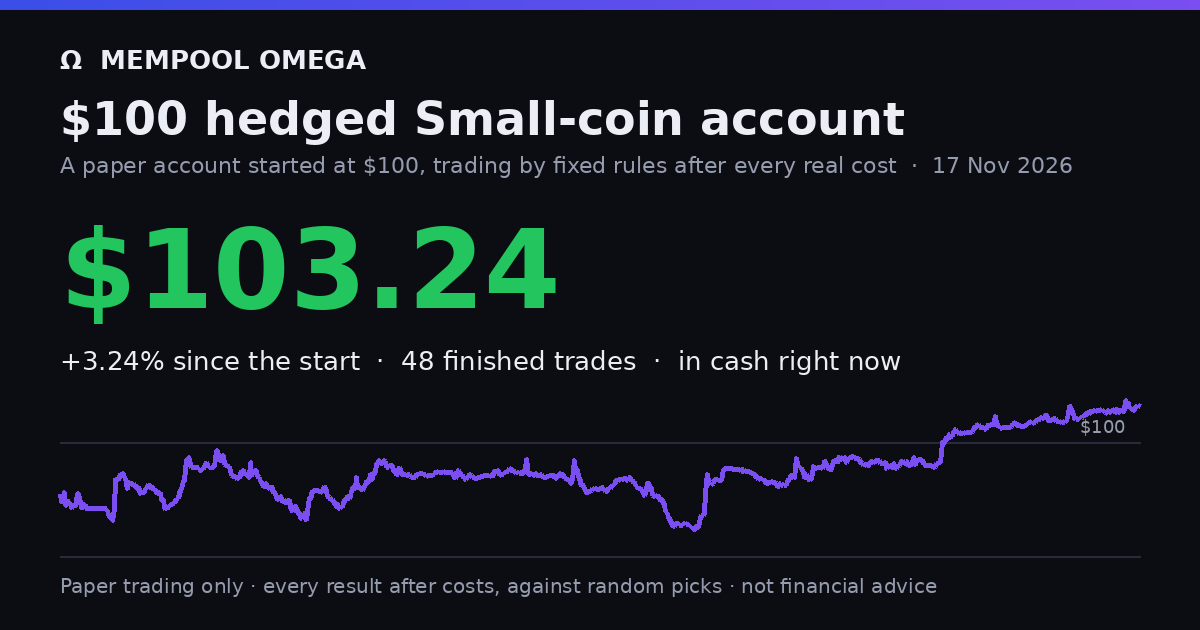 Ω MEMPOOL OMEGA
$100 hedged Small-coin account
A paper account started at $100, trading by fixed rules after every real cost · 17 Nov 2026
$103.24
+3.24% since the start · 48 finished trades · in cash right now
$100
Paper trading only · every result after costs, against random picks · not financial advice